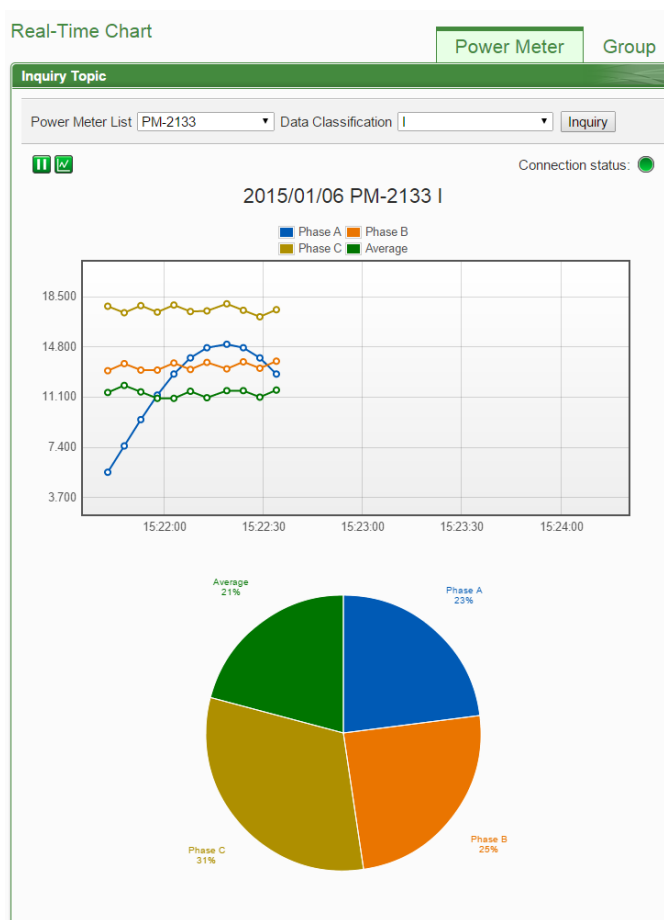 Real-Time Chart
Power Meter Group
Inquiry Topic
Power Meter List PM-2133 Data Classification I Inquiry
Connection status:
2015/01/06 PM-2133 I
Phase A Phase B
Phase C Average
18.500
14.800
11.100
7.400
3.700
15:22:00 15:22:30 15:23:00 15:23:30 15:24:00
Average
21%
Phase A
23%
Phase B
25%
Phase C
31%